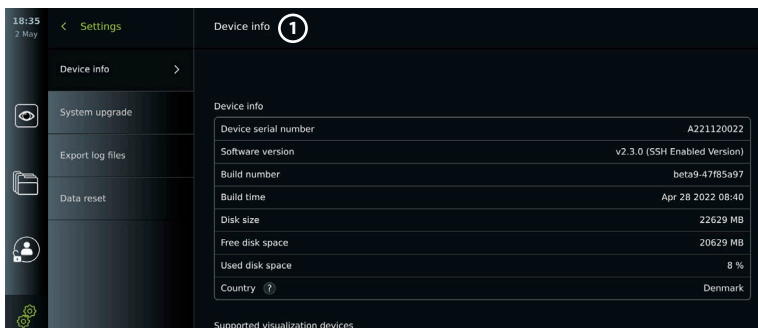 18:35
2 May
Settings
Device info 1
Device info
System upgrade
Export log files
Data reset
Device info
Device serial number A221120022
Software version v2.3.0 (SSH Enabled Version)
Build number beta9-47f85a97
Build time Apr 28 2022 08:40
Disk size 22629 MB
Free disk space 20629 MB
Used disk space 8 %
Country ? Denmark
Supported visualization devices